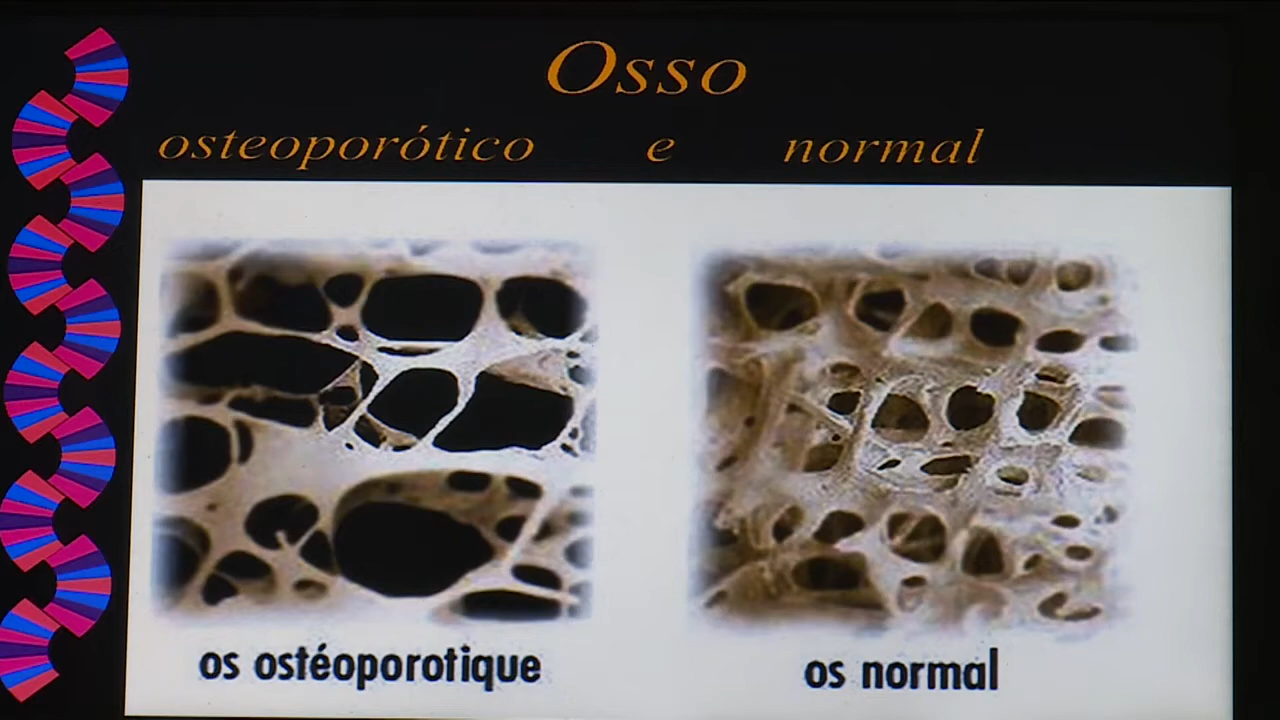 Osso
osteoporótico e normal
os ostéoporotique
os normal